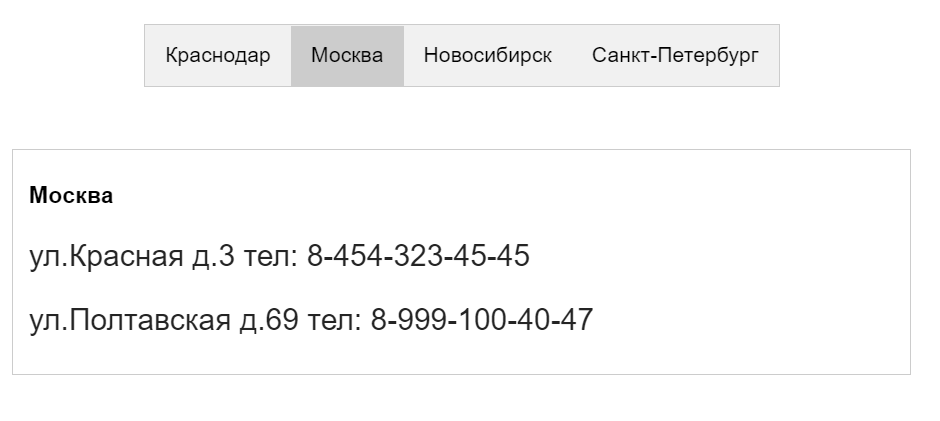 Краснодар Москва Новосибирск Санкт-Петербург
Москва
ул.Красная д.3 тел: 8-454-323-45-45
ул.Полтавская д.69 тел: 8-999-100-40-47